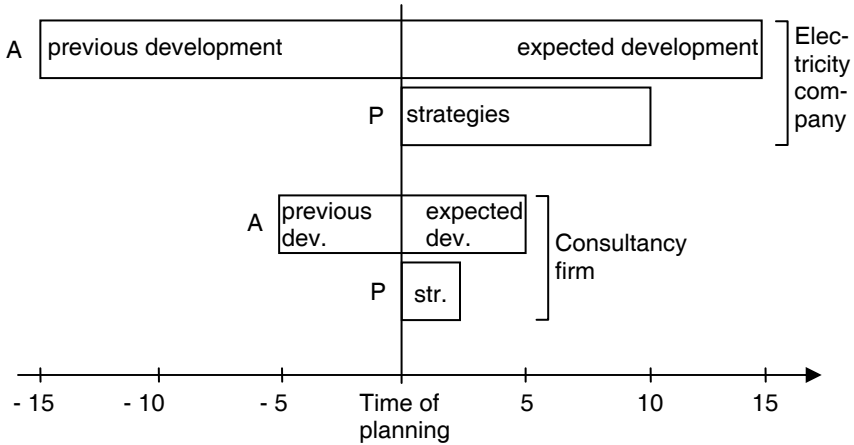 A previous development expected development
Elec-
tricity
com-
pany
P strategies
A previous
dev.
expected
dev.
Consultancy
firm
P str.
- 15 - 10 - 5 Time of
planning
5 10 15